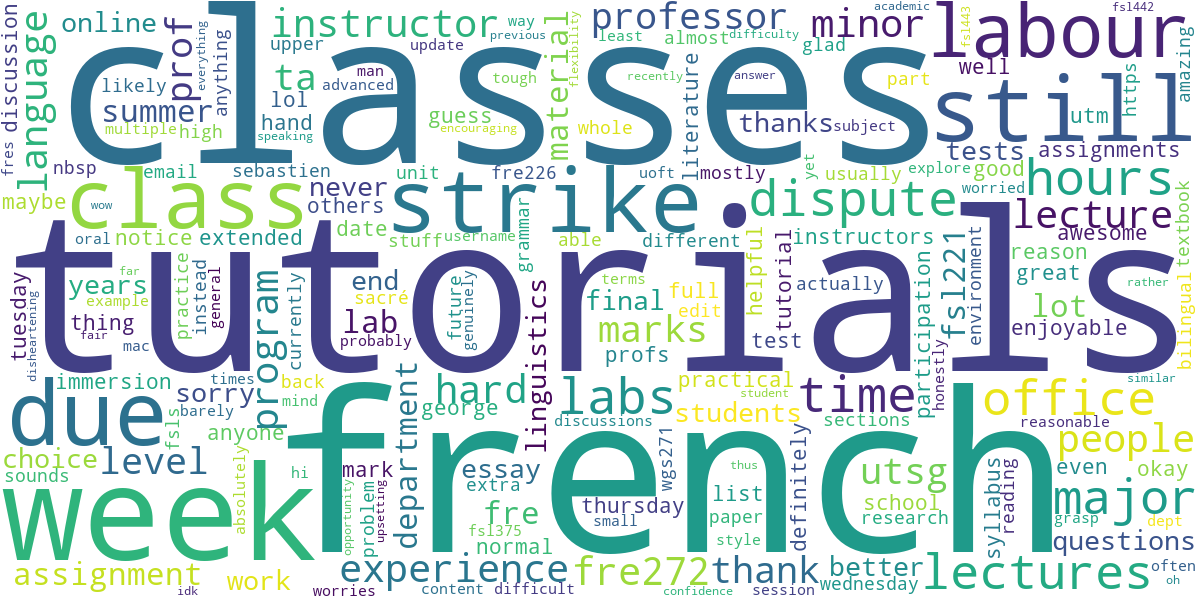 fres discussion
language
online
likely
summer
multiple
high
prof
anything
everything
upper
ta
lol
hand
speaking
instructor
man
update
advanced
way
previous
guess
encouraging
tough
material
flexibility
professor
least
almost
difficulty
whole
recently
literature
answer
thanks
subject
academic
minor
glad
part
well
fsl442
labour
fsl443
amazing
https
utm
classes
still
tests
assignments
nbsp
maybe
class
wow
email
sebastien
never
others
unit
fre226
uoft
mostly
yet
usually
explore
good
worried
hours
textbook
strike
dispute
lecture
awesome
oral
notice
extended
date
stuff
username
grammar
able
different
instructors
reason
great
tuesday
years
far
example
thing
fair
mac
disheartening
practice
instead
general
program
currently
end
sacré
lab
probably
future
genuinely
linguistics
terms
final
full
edit
marks
profs
helpful
tutorial
test
actually
participation
fsl221
environment
lot
enjoyable
rather
bilingual
tutorials
immersion
times
sorry
back
mind
barely
due
fsls
anyone
hard
george
department
labs
discussions
practical
student
students
time
sections
honestly
office
reasonable
similar
people
choice
sounds
level
absolutely
hi
opportunity
problem
mark
upsetting
essay
extra
fre
fsl375
normal
thursday
small
wgs271
list
paper
style
thus
definitely
utsg
school
research
syllabus
reading
even
okay
major
grasp
dept
questions
week
french
assignment
work
idk
worries
experience
content
difficult
fre272
confidence
thank
session
better
wednesday
lectures
often
oh